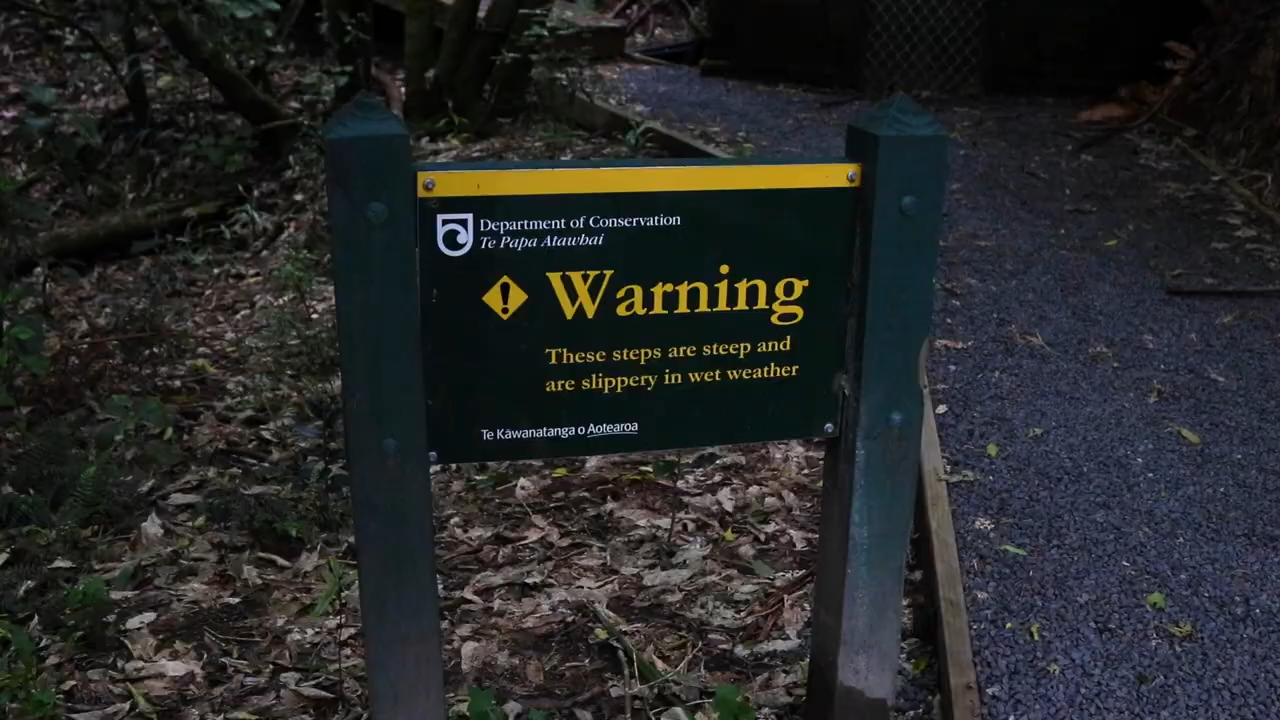 Department of Conservation
Te Papa Atawhai
Warning
These steps are steep and
are slippery in wet weather
Te Kāwanatanga o Aotearoa